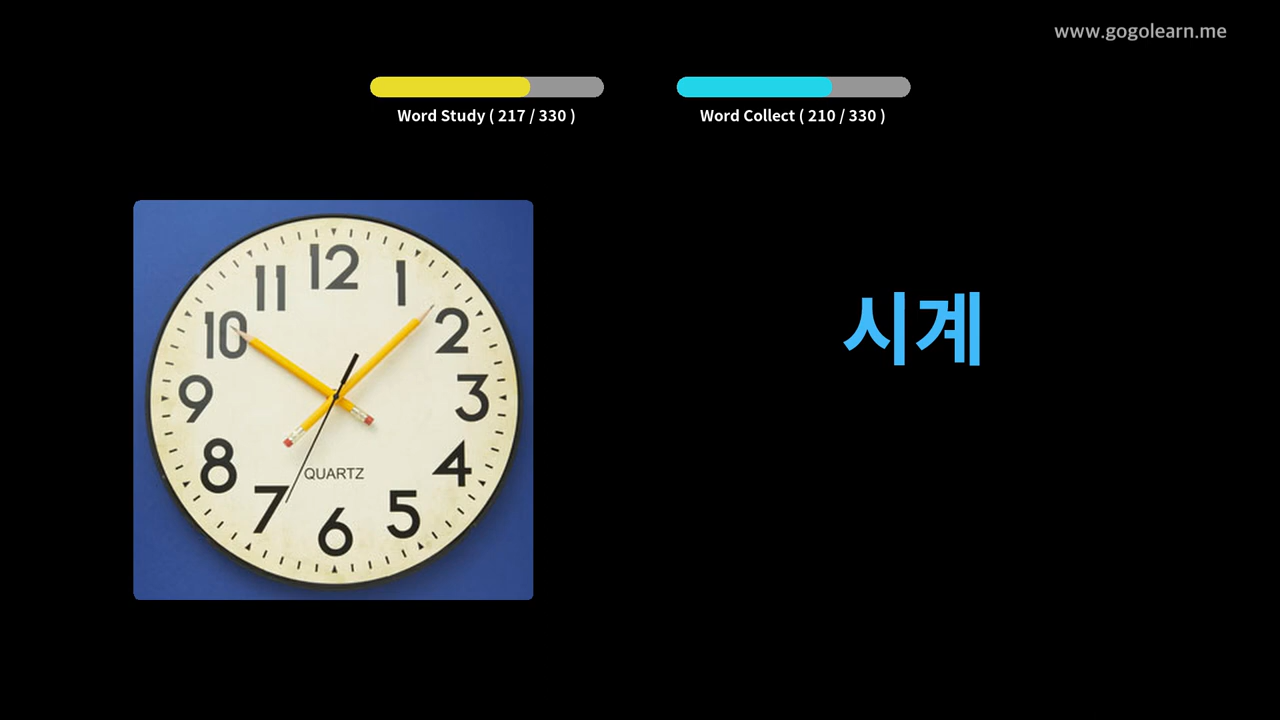 www.gogolearn.me
Word Study ( 217 / 330 )
Word Collect ( 210 / 330 )
12
11
1
10
2
9
3
8
4
QUARTZ
7
5
6
시계